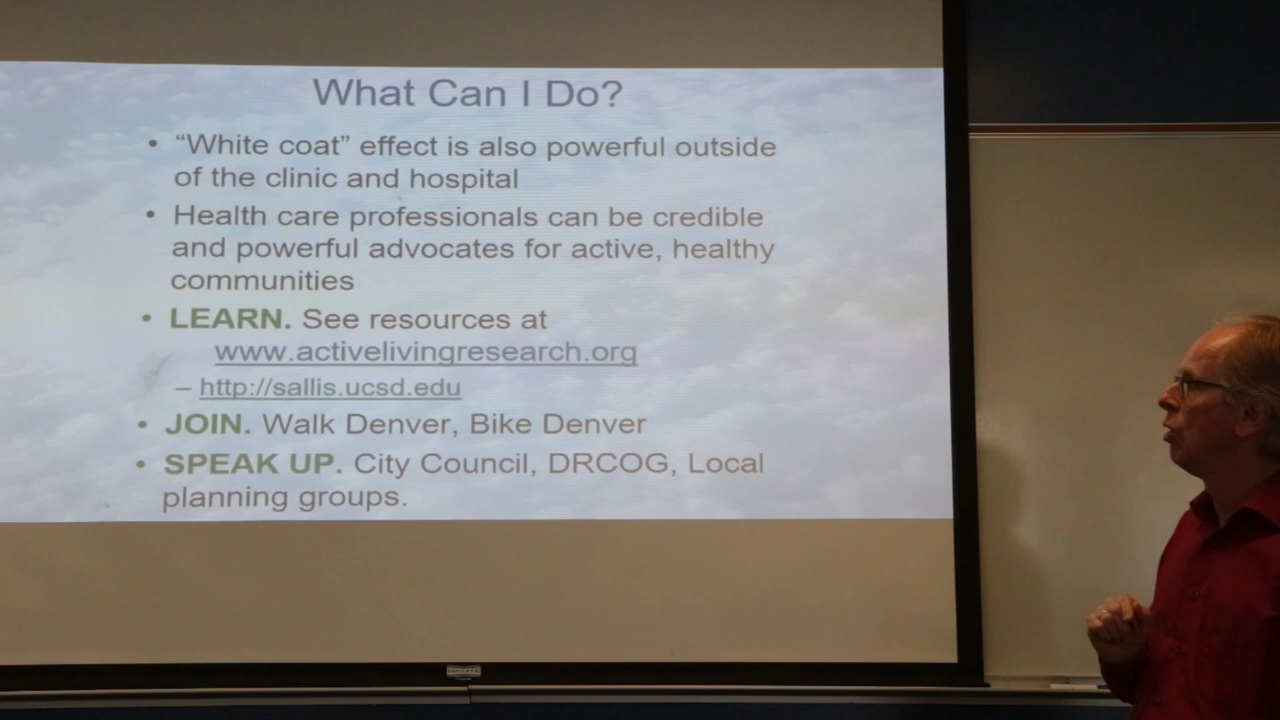 What Can I Do?
• “White coat” effect is also powerful outside
of the clinic and hospital
• Health care professionals can be credible
and powerful advocates for active, healthy
communities
• LEARN. See resources at
www.activelivingresearch.org
– http://sallis.ucsd.edu
• JOIN. Walk Denver, Bike Denver
• SPEAK UP. City Council, DRCOG, Local
planning groups.